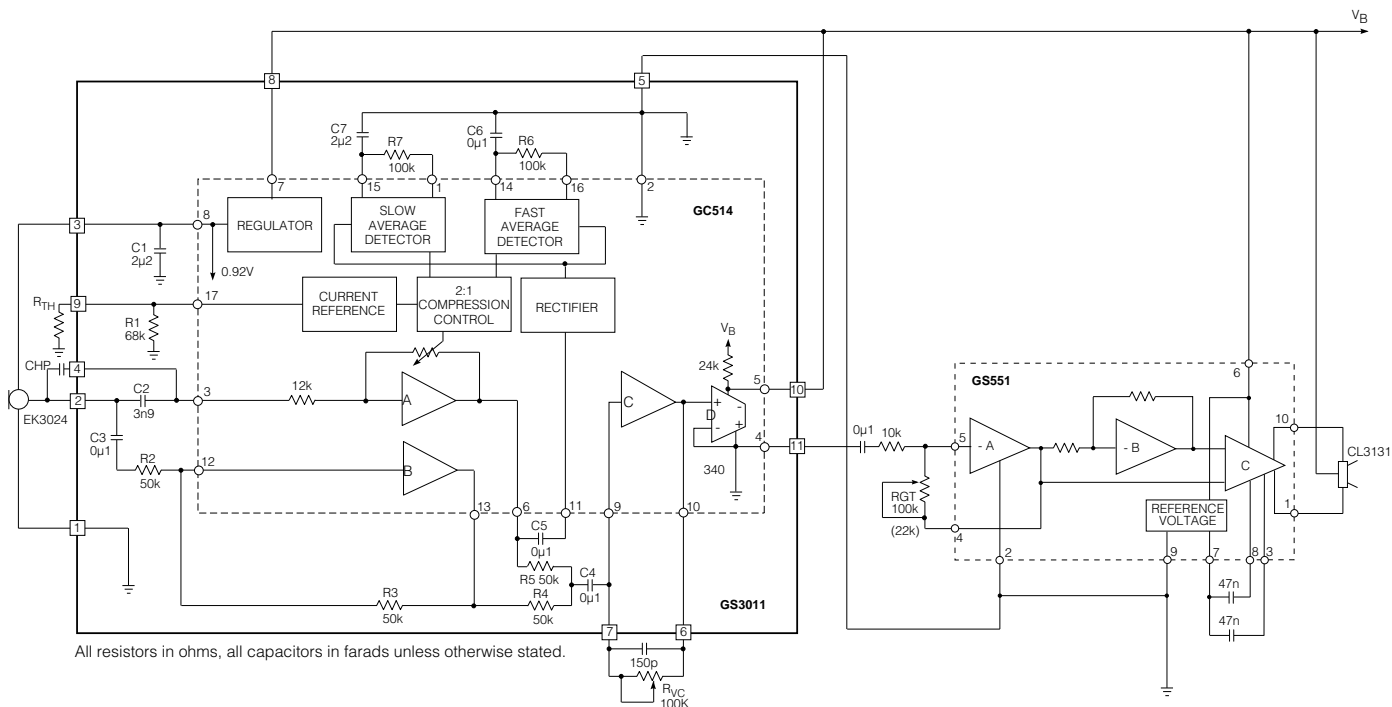 VB
8
5
C7
2µ2
R7
100k
C6
0µ1
R6
100k
7
15
1
14
16
2
GC514
3
8
REGULATOR
SLOW
AVERAGE
DETECTOR
FAST
AVERAGE
DETECTOR
C1
2µ2
0.92V
RTH
9
17
CURRENT
REFERENCE
2:1
COMPRESSION
CONTROL
RECTIFIER
R1
68k
VB
24k
CHP
4
C2
3n9
3
12k
A
C
+
-
D
-
+
5
10
2
EK3024
C3
0µ1
R2
50k
12
B
340
4
11
0µ1
10k
GS551
6
5
- A
- B
C
10
CL3131
RGT
100k
(22k)
4
REFERENCE
VOLTAGE
1
1
13
6
11
9
10
C5
0µ1
R5 50k
C4
0µ1
R3
50k
R4
50k
GS3011
2
9
7
8
3
47n
47n
7
6
All resistors in ohms, all capacitors in farads unless otherwise stated.
150p
RVC
100K